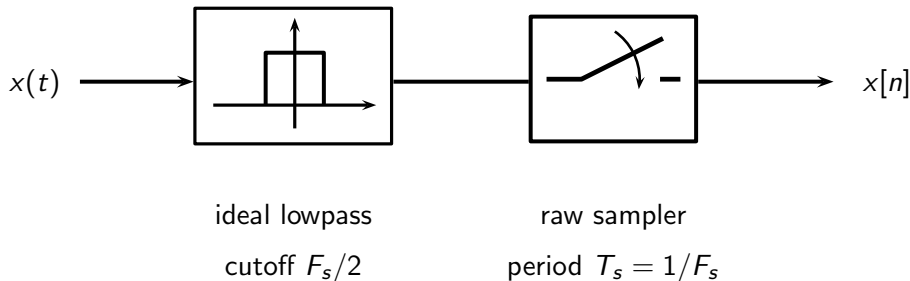 x(t)
x[n]
ideal lowpass
cutoff F_s/2
raw sampler
period T_s = 1/F_s